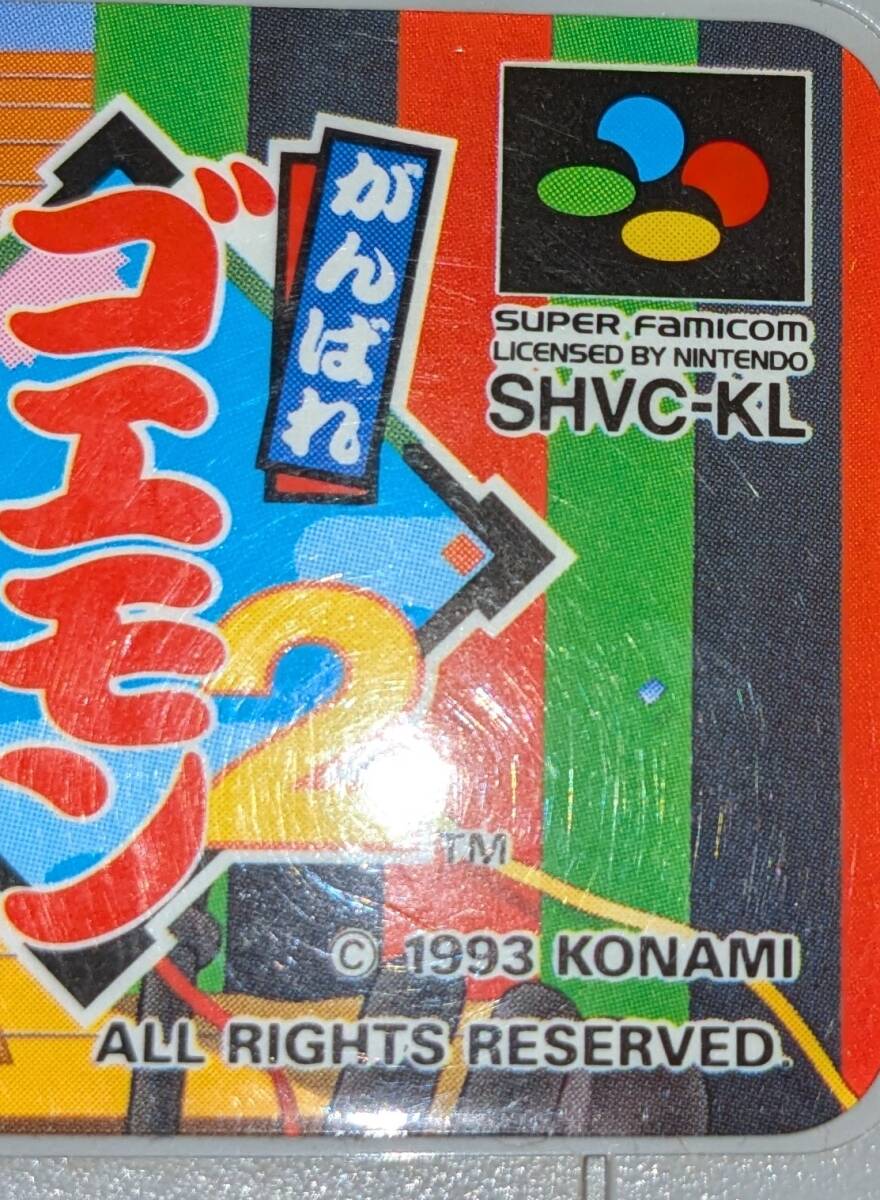 がんばれ
ゴエモン
2
TM
SUPER FAMICOM
LICENSED BY NINTENDO
SHVC-KL
© 1993 KONAMI
ALL RIGHTS RESERVED.